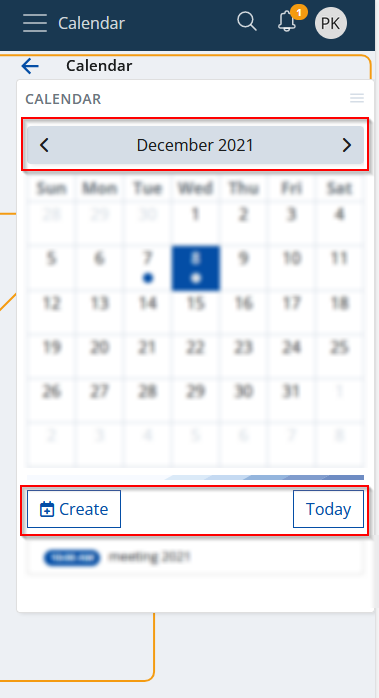 Calendar
1
PK
Calendar
CALENDAR
December 2021
Sun Mon Tue Wed Thu Fri Sat
28 29 30 1 2 3 4
5 6 7 8 9 10 11
12 13 14 15 16 17 18
19 20 21 22 23 24 25
26 27 28 29 30 31 1
2 3 4 5 6 7 8
Create Today
meeting 2021